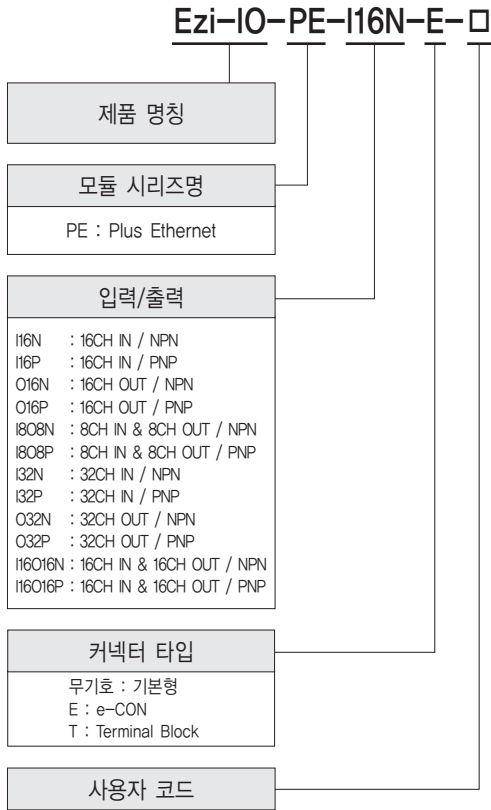 Ezi-IO-PE-I16N-E-□
제품 명칭
모듈 시리즈명
PE : Plus Ethernet
입력/출력
I16N : 16CH IN / NPN
I16P : 16CH IN / PNP
O16N : 16CH OUT / NPN
O16P : 16CH OUT / PNP
I8O8N : 8CH IN & 8CH OUT / NPN
I8O8P : 8CH IN & 8CH OUT / PNP
I32N : 32CH IN / NPN
I32P : 32CH IN / PNP
O32N : 32CH OUT / NPN
O32P : 32CH OUT / PNP
I16O16N : 16CH IN & 16CH OUT / NPN
I16O16P : 16CH IN & 16CH OUT / PNP
커넥터 타입
무기호 : 기본형
E : e-CON
T : Terminal Block
사용자 코드